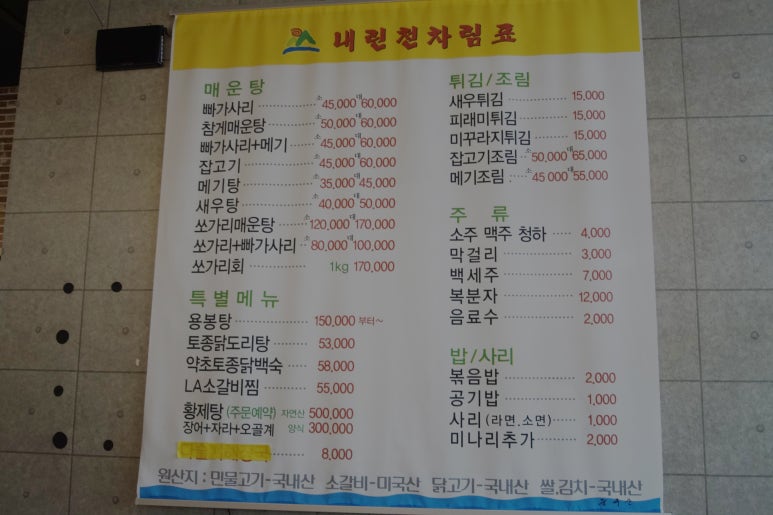 내린천차림표
매운탕
빠가사리 소45,000 대60,000
참게매운탕 소50,000 대60,000
빠가사리+메기 소45,000 대60,000
잡고기 소45,000 대60,000
메기탕 소35,000 대45,000
새우탕 소40,000 대50,000
쏘가리매운탕 소120,000 대170,000
쏘가리+빠가사리 소80,000 대100,000
쏘가리회 1kg 170,000
특별메뉴
용봉탕 150,000 부터~
토종닭도리탕 53,000
약초토종닭백숙 58,000
LA소갈비찜 55,000
황제탕(주문예약) 자연산 500,000
장어+자라+오골계 양식 300,000
8,000
튀김/조림
새우튀김 15,000
피래미튀김 15,000
미꾸라지튀김 15,000
잡고기조림 소50,000 대65,000
메기조림 소45,000 대55,000
주류
소주 맥주 청하 4,000
막걸리 3,000
백세주 7,000
복분자 12,000
음료수 2,000
밥/사리
볶음밥 2,000
공기밥 1,000
사리(라면,소면) 1,000
미나리추가 2,000
원산지 : 민물고기-국내산 소갈비-미국산 닭고기-국내산 쌀.김치-국내산